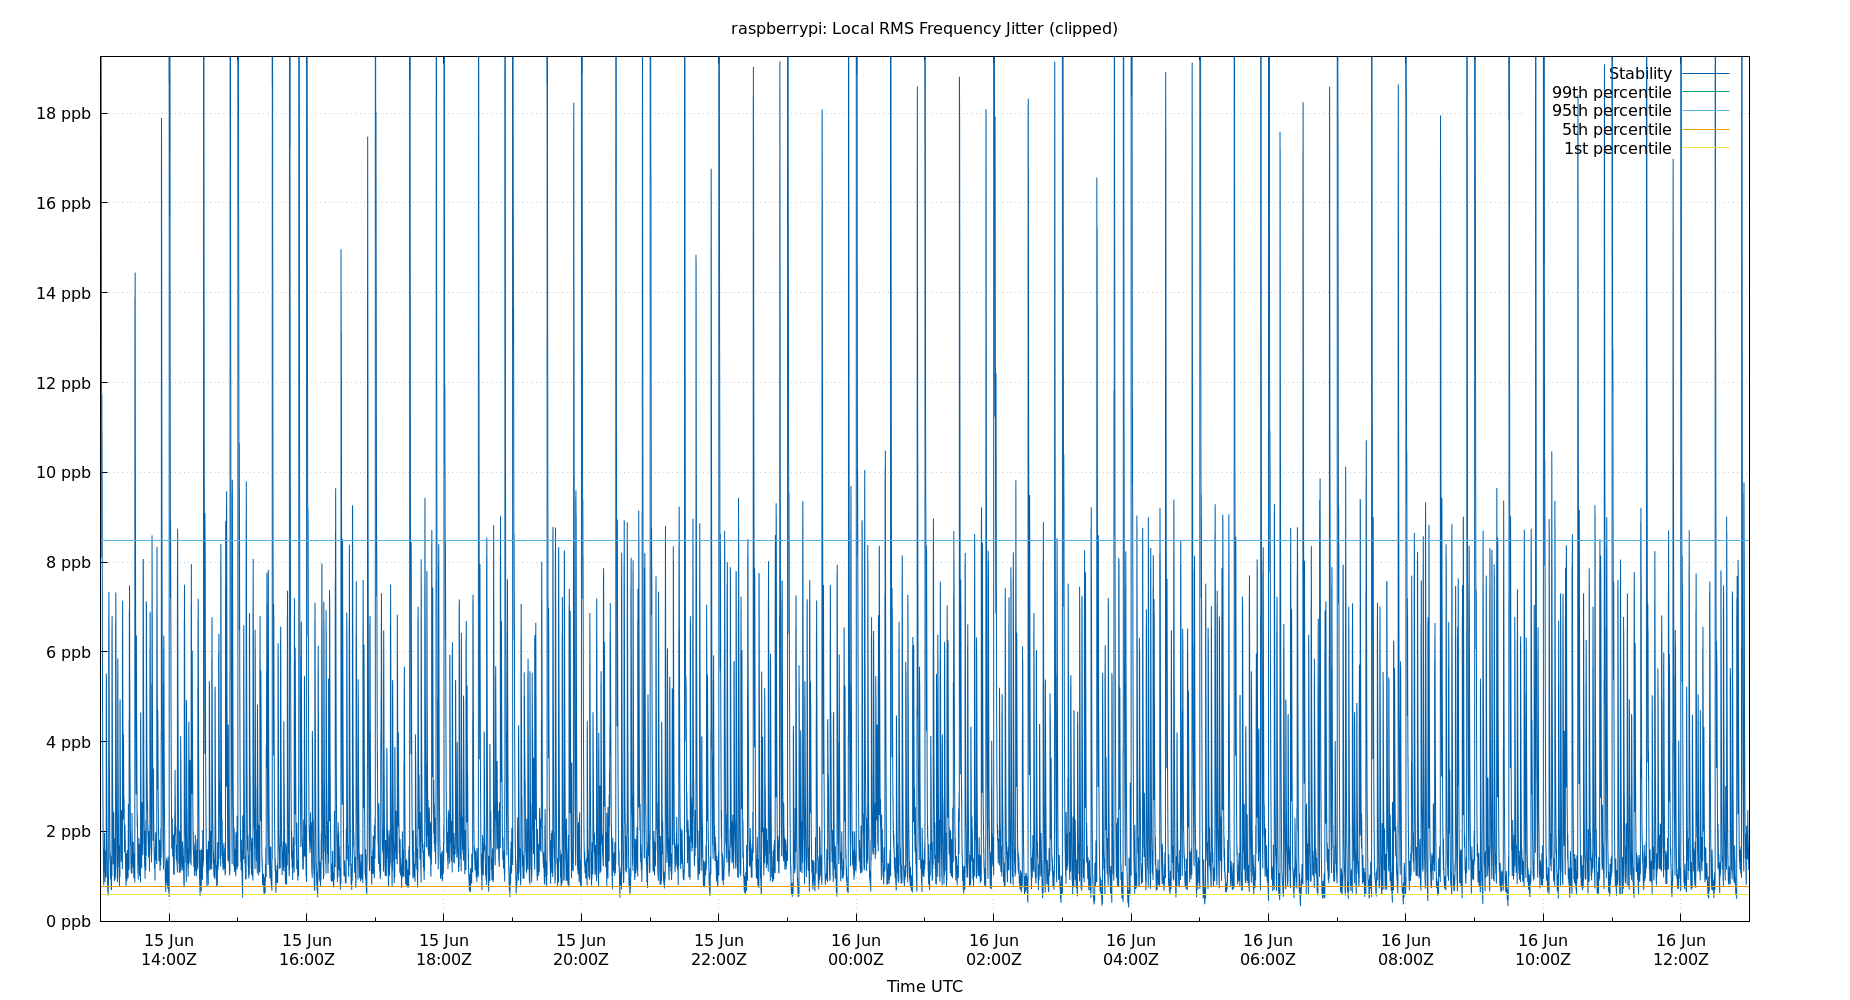 raspberrypi: Local RMS Frequency Jitter (clipped)
Stability
99th percentile
95th percentile
5th percentile
1st percentile
18 ppb
16 ppb
14 ppb
12 ppb
10 ppb
8 ppb
6 ppb
4 ppb
2 ppb
0 ppb
15 Jun 15 Jun 15 Jun 15 Jun 15 Jun 16 Jun 16 Jun 16 Jun 16 Jun 16 Jun 16 Jun 16 Jun
14:00Z 16:00Z 18:00Z 20:00Z 22:00Z 00:00Z 02:00Z 04:00Z 06:00Z 08:00Z 10:00Z 12:00Z
Time UTC